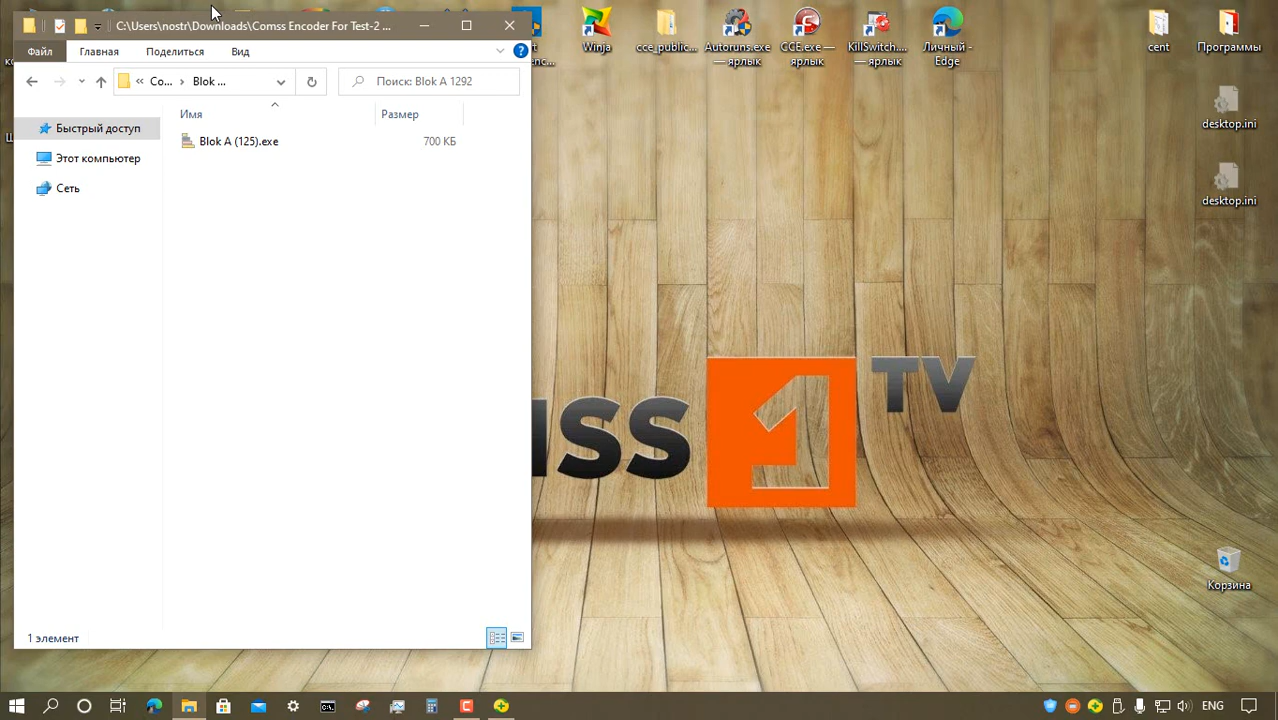 C:\Users\nostr\Downloads\Comss Encoder For Test-2 ...
Файл
Главная
Поделиться
Вид
Co...
Blok ...
Поиск: Blok A 1292
Имя
Размер
Быстрый доступ
Blok A (125).exe
700 КБ
Этот компьютер
Сеть
1 элемент
Winja
cce_public...
Autoruns.exe
— ярлык
CCE.exe —
ярлык
KillSwitch....
— ярлык
Личный -
Edge
cent
Программы
desktop.ini
desktop.ini
SS
1
TV
Корзина
ENG